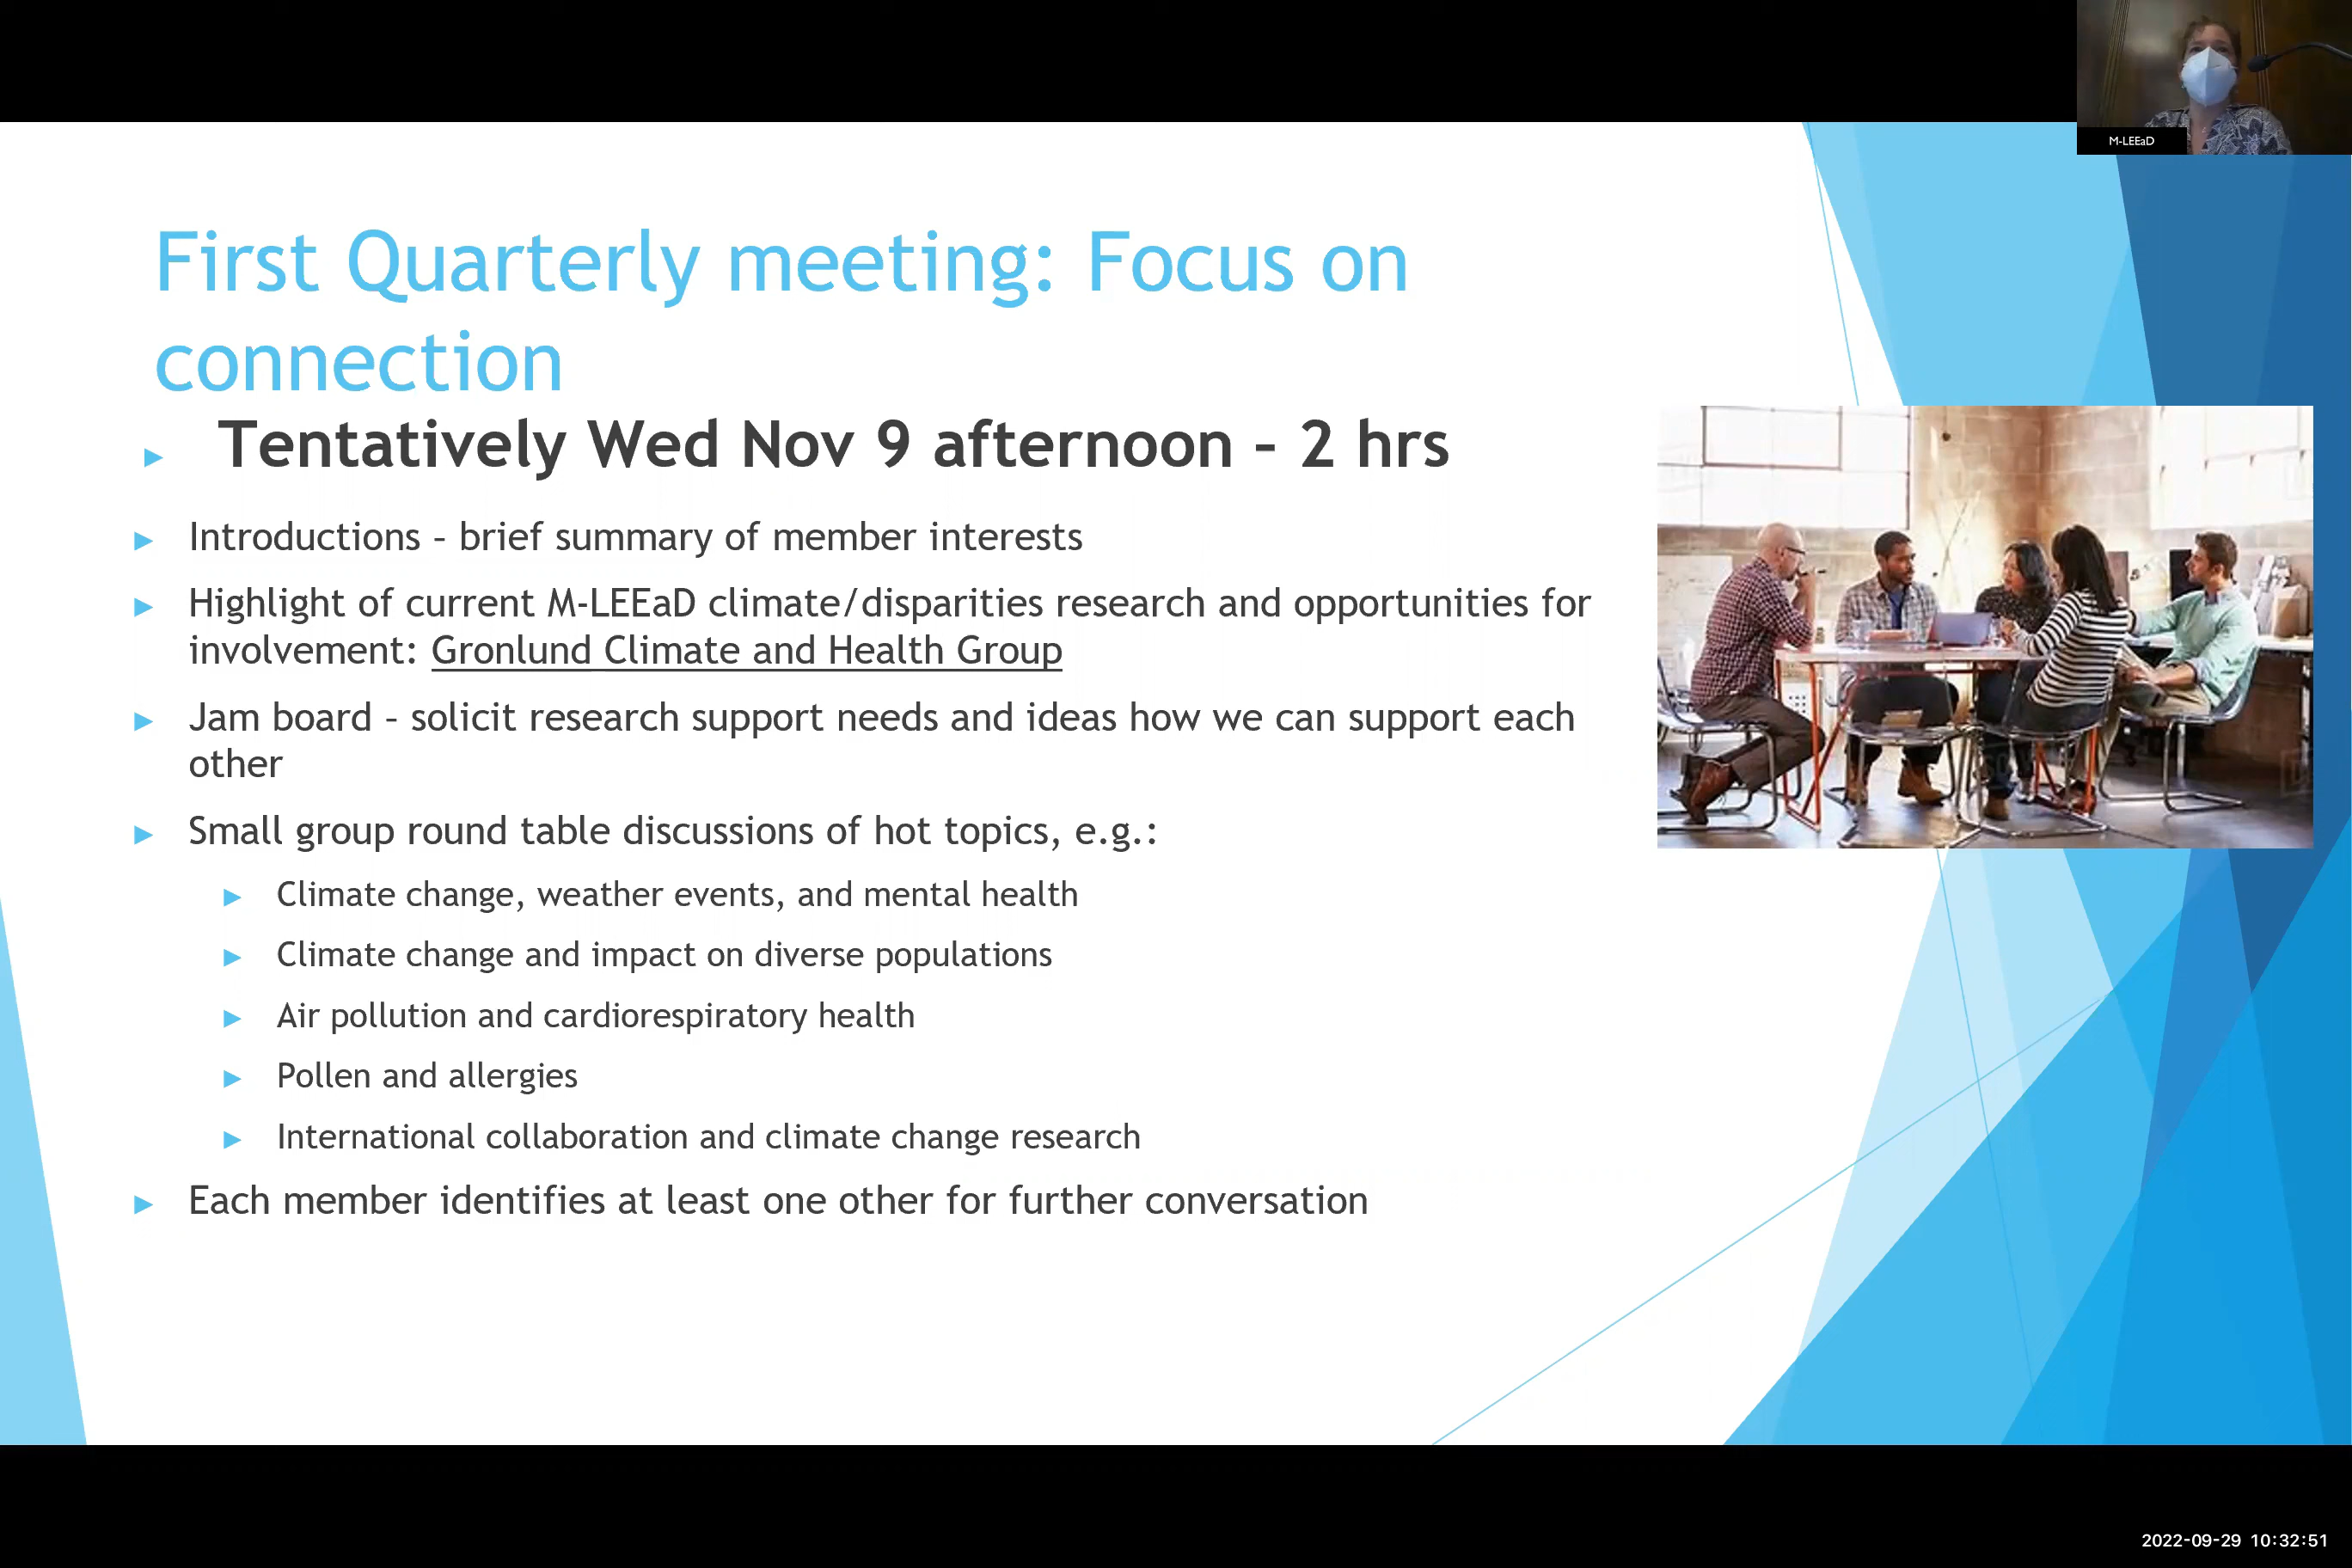 M-LEEaD
First Quarterly meeting: Focus on
connection
Tentatively Wed Nov 9 afternoon – 2 hrs
Introductions – brief summary of member interests
Highlight of current M-LEEaD climate/disparities research and opportunities for
involvement: Gronlund Climate and Health Group
Jam board – solicit research support needs and ideas how we can support each
other
Small group round table discussions of hot topics, e.g.:
Climate change, weather events, and mental health
Climate change and impact on diverse populations
Air pollution and cardiorespiratory health
Pollen and allergies
International collaboration and climate change research
Each member identifies at least one other for further conversation
2022-09-29 10:32:51